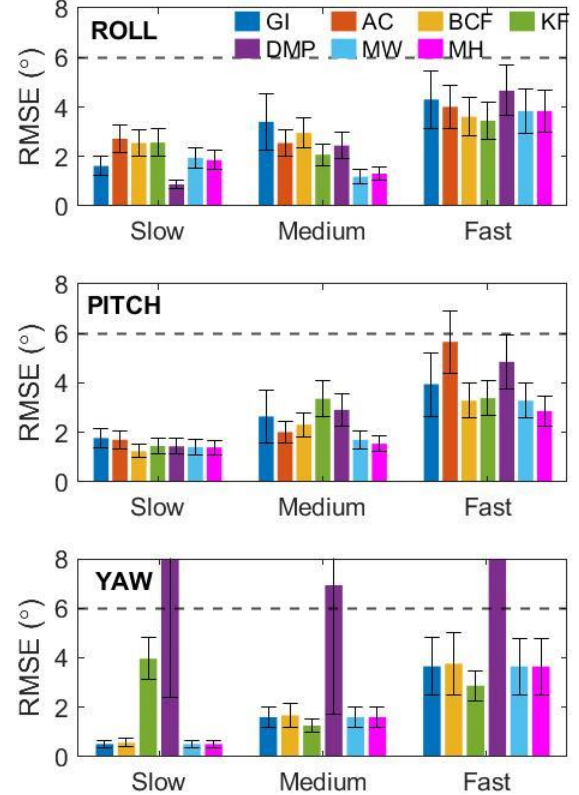 ROLL
GI AC BCF KF
DMP MW MH
8
6
4
2
0
RMSE (°)
Slow Medium Fast
PITCH
8
6
4
2
0
RMSE (°)
Slow Medium Fast
YAW
8
6
4
2
0
RMSE (°)
Slow Medium Fast